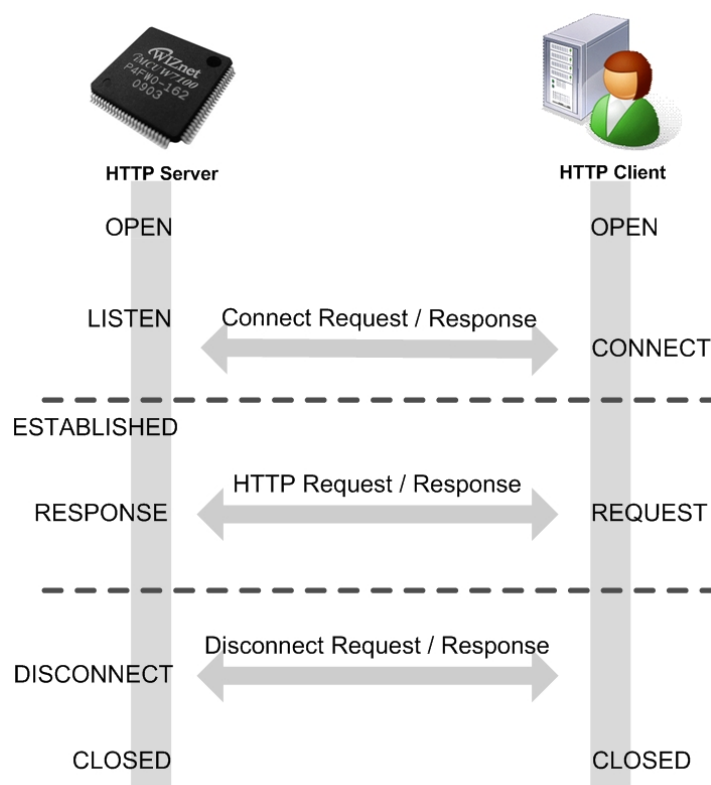 WIZnet
iMCU W7100
P4FW0-162
0903
HTTP Server
HTTP Client
OPEN
OPEN
LISTEN
Connect Request / Response
CONNECT
ESTABLISHED
HTTP Request / Response
RESPONSE
REQUEST
Disconnect Request / Response
DISCONNECT
CLOSED
CLOSED